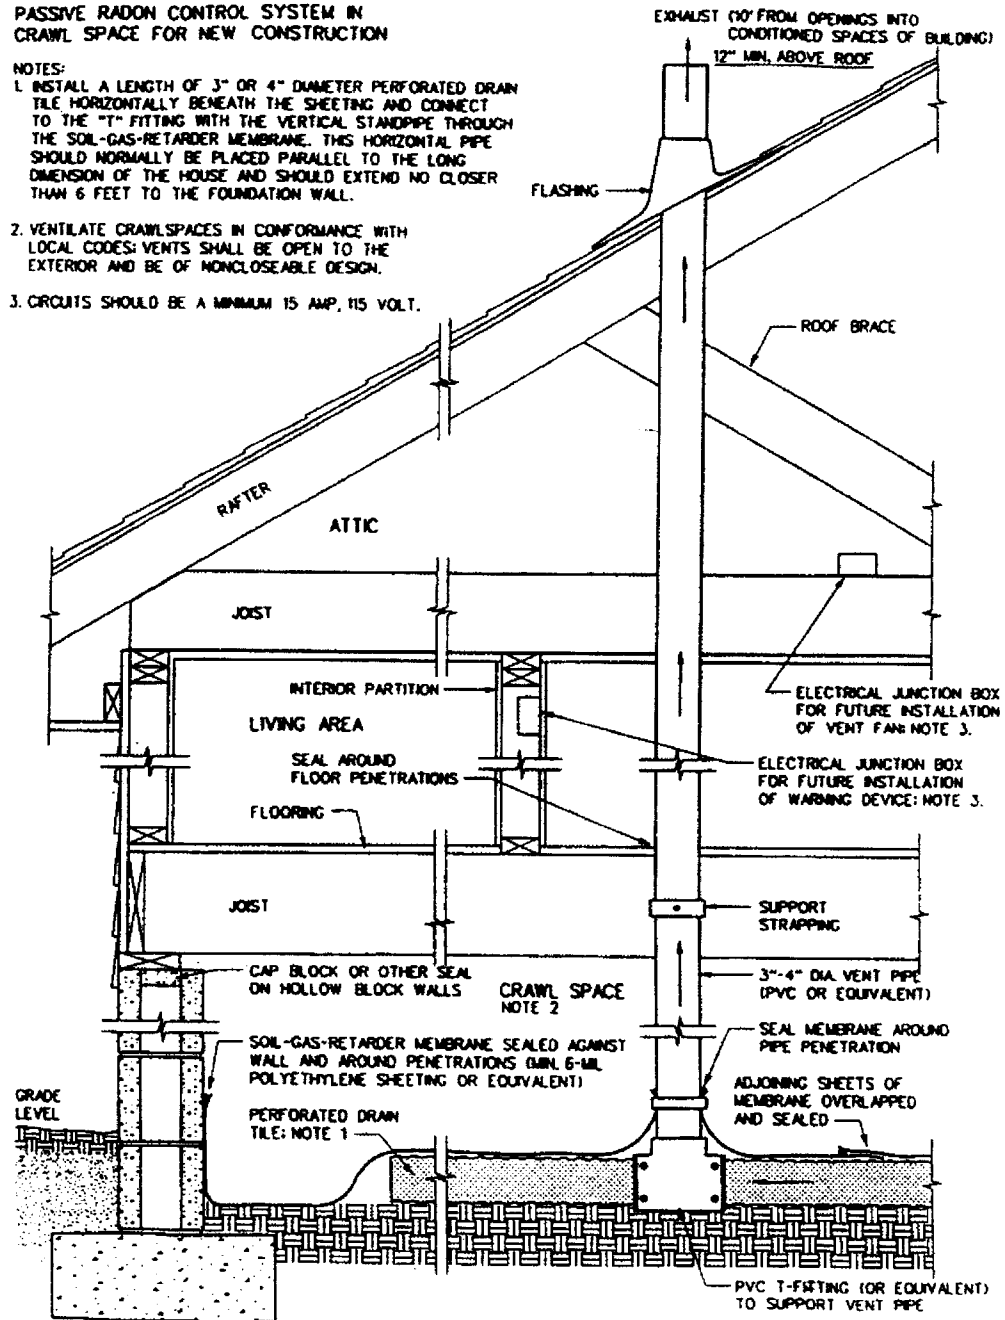 PASSIVE RADON CONTROL SYSTEM IN
CRAWL SPACE FOR NEW CONSTRUCTION
NOTES:
1. INSTALL A LENGTH OF 3" OR 4" DIAMETER PERFORATED DRAIN
TILE HORIZONTALLY BENEATH THE SHEETING AND CONNECT
TO THE "T" FITTING WITH THE VERTICAL STANDPIPE THROUGH
THE SOIL-GAS-RETARDER MEMBRANE. THIS HORIZONTAL PIPE
SHOULD NORMALLY BE PLACED PARALLEL TO THE LONG
DIMENSION OF THE HOUSE AND SHOULD EXTEND NO CLOSER
THAN 6 FEET TO THE FOUNDATION WALL.
2. VENTILATE CRAWLSPACES IN CONFORMANCE WITH
LOCAL CODES; VENTS SHALL BE OPEN TO THE
EXTERIOR AND BE OF NONCLOSEABLE DESIGN.
3. CIRCUITS SHOULD BE A MINIMUM 15 AMP, 115 VOLT.
EXHAUST (10' FROM OPENINGS INTO
CONDITIONED SPACES OF BUILDING)
12" MIN. ABOVE ROOF
FLASHING
ROOF BRACE
RAFTER
ATTIC
JOIST
INTERIOR PARTITION
LIVING AREA
ELECTRICAL JUNCTION BOX
FOR FUTURE INSTALLATION
OF VENT FAN: NOTE 3.
SEAL AROUND
FLOOR PENETRATIONS
ELECTRICAL JUNCTION BOX
FOR FUTURE INSTALLATION
OF WARNING DEVICE: NOTE 3.
FLOORING
JOIST
SUPPORT
STRAPPING
CAP BLOCK OR OTHER SEAL
ON HOLLOW BLOCK WALLS
CRAWL SPACE
NOTE 2
3"-4" DIA. VENT PIPE
(PVC OR EQUIVALENT)
SOIL-GAS-RETARDER MEMBRANE SEALED AGAINST
WALL AND AROUND PENETRATIONS (MIN. 6-MIL
POLYETHYLENE SHEETING OR EQUIVALENT)
SEAL MEMBRANE AROUND
PIPE PENETRATION
GRADE
LEVEL
PERFORATED DRAIN
TILE; NOTE 1
ADJOINING SHEETS OF
MEMBRANE OVERLAPPED
AND SEALED
PVC T-FITTING (OR EQUIVALENT)
TO SUPPORT VENT PIPE